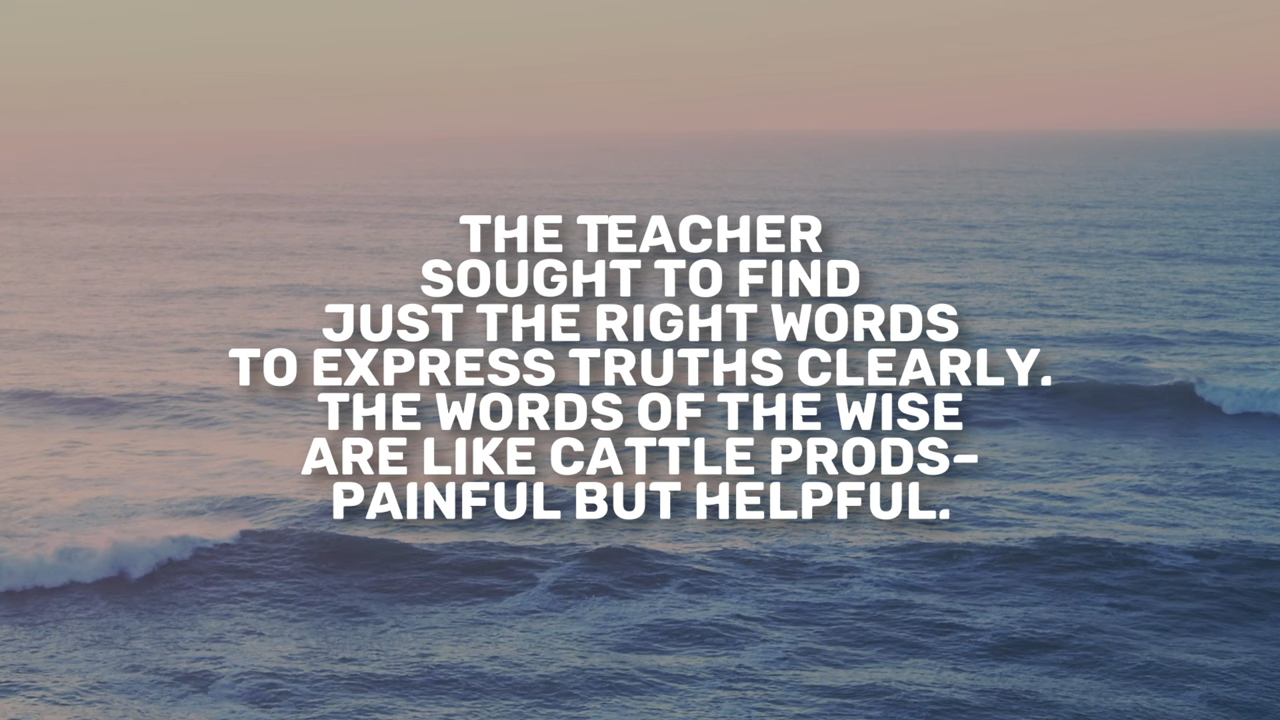 THE TEACHER
SOUGHT TO FIND
JUST THE RIGHT WORDS
TO EXPRESS TRUTHS CLEARLY.
THE WORDS OF THE WISE
ARE LIKE CATTLE PRODS-
PAINFUL BUT HELPFUL.